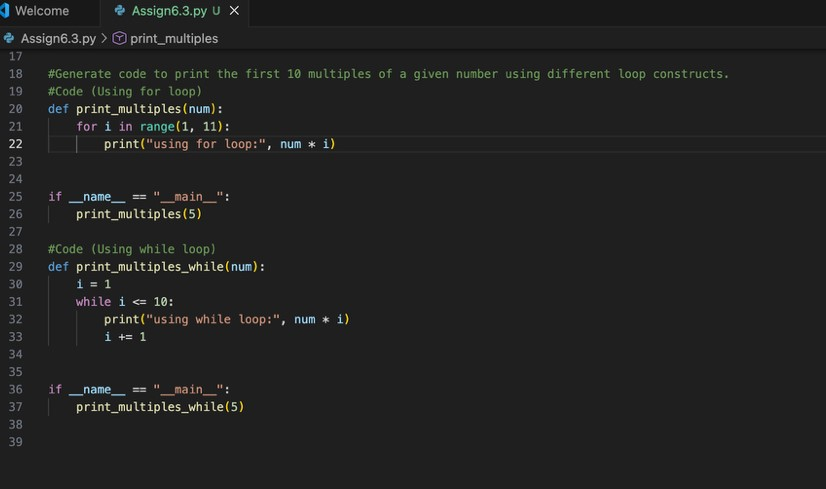 Welcome
Assign6.3.py U
Assign6.3.py > print_multiples
17
18 #Generate code to print the first 10 multiples of a given number using different loop constructs.
19 #Code (Using for loop)
20 def print_multiples(num):
21     for i in range(1, 11):
22         print("using for loop:", num * i)
23
24
25 if __name__ == "__main__":
26     print_multiples(5)
27
28 #Code (Using while loop)
29 def print_multiples_while(num):
30     i = 1
31     while i <= 10:
32         print("using while loop:", num * i)
33         i += 1
34
35
36 if __name__ == "__main__":
37     print_multiples_while(5)
38
39